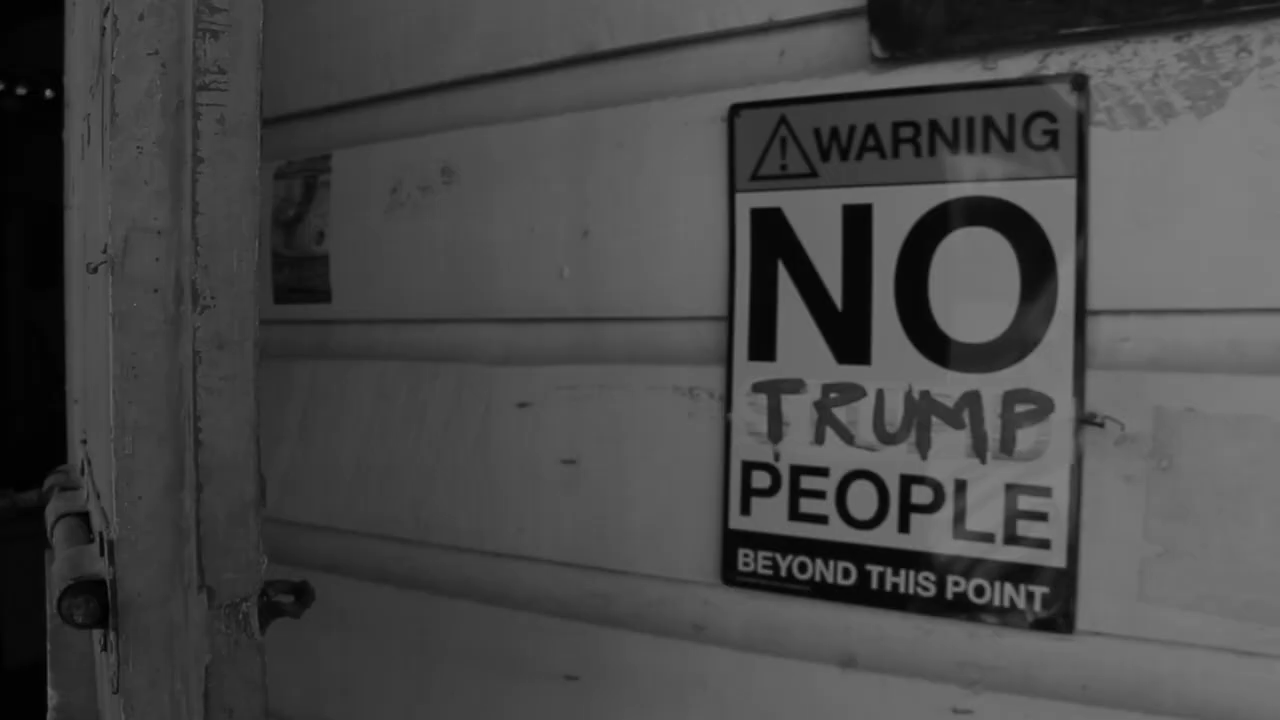 WARNING
NO
TRUMP
PEOPLE
BEYOND THIS POINT